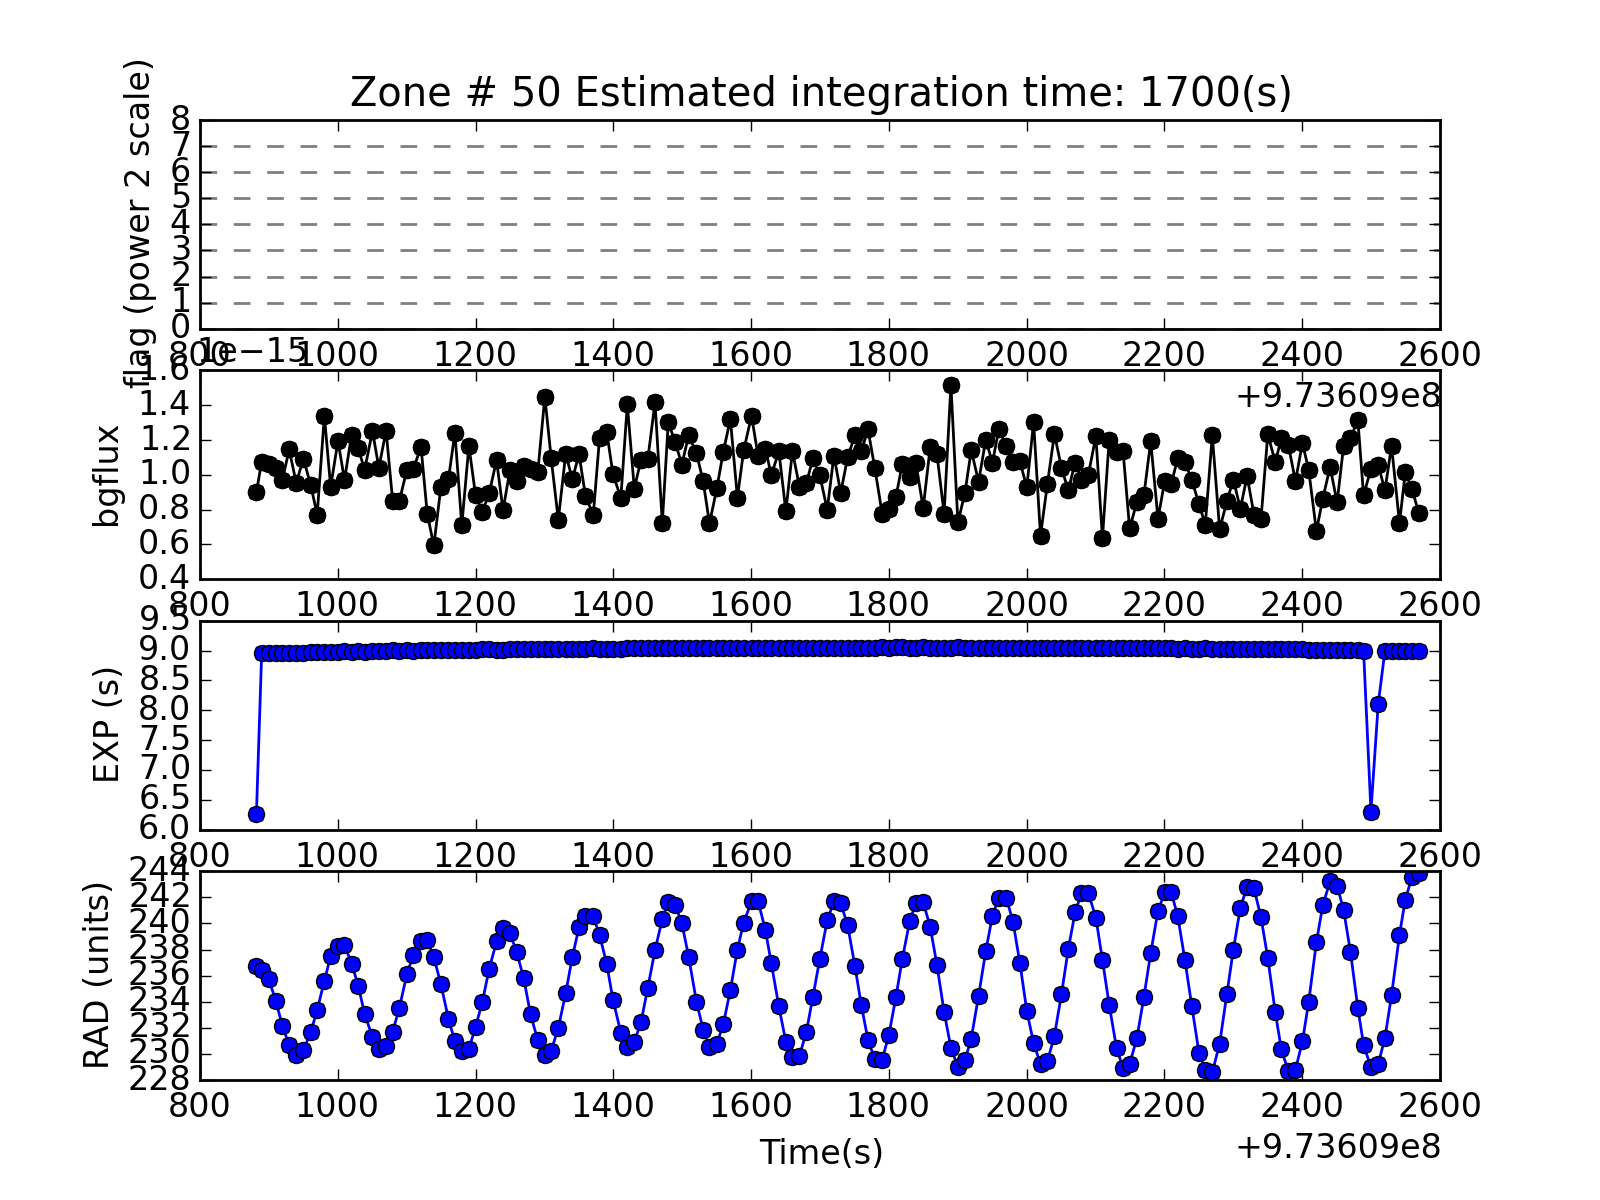 Zone # 50 Estimated integration time: 1700(s)
flag (power 2 scale)
8
7
6
5
4
3
2
1
0
800 1000 1200 1400 1600 1800 2000 2200 2400 2600
1e−15
+9.73609e8
bgflux
1.6
1.4
1.2
1.0
0.8
0.6
0.4
800 1000 1200 1400 1600 1800 2000 2200 2400 2600
EXP (s)
9.5
9.0
8.5
8.0
7.5
7.0
6.5
6.0
800 1000 1200 1400 1600 1800 2000 2200 2400 2600
RAD (units)
244
242
240
238
236
234
232
230
228
800 1000 1200 1400 1600 1800 2000 2200 2400 2600
Time(s)
+9.73609e8